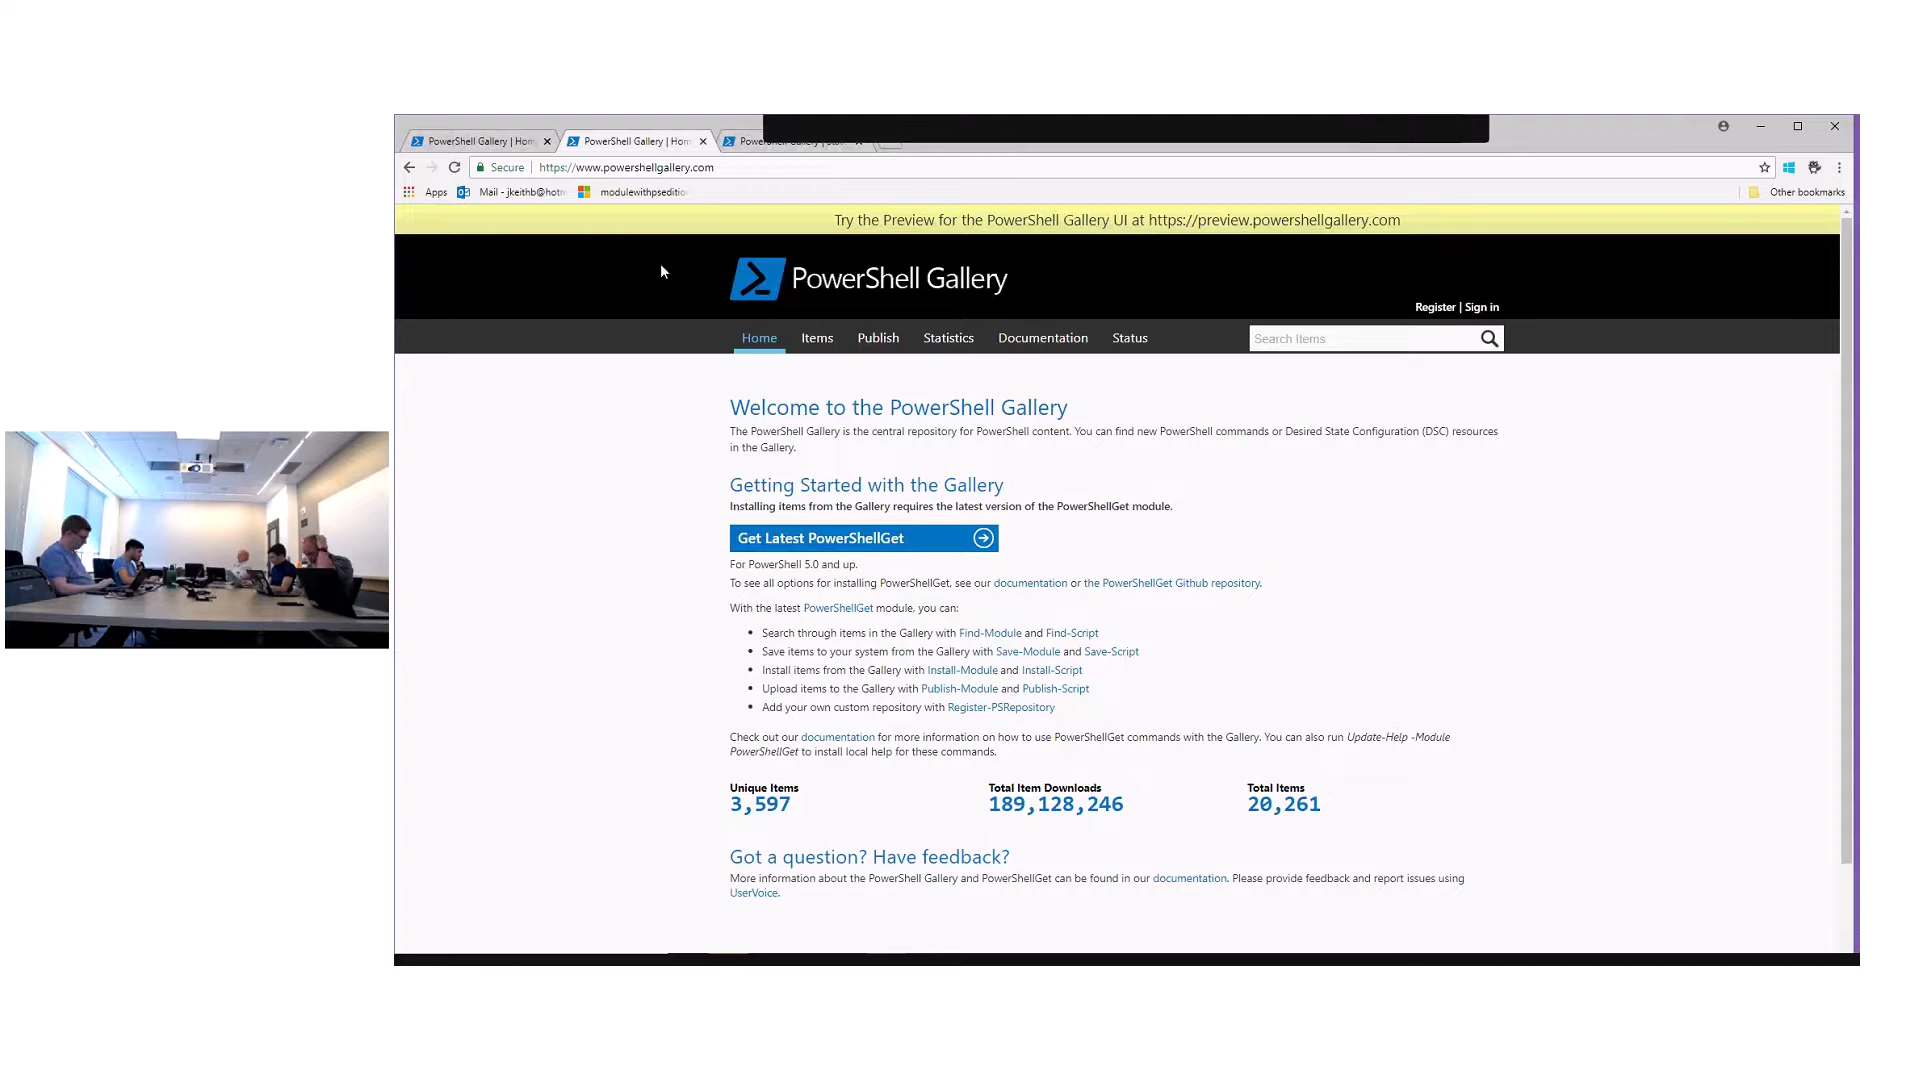 PowerShell Gallery | Hom
PowerShell Gallery | Hom
Secure
https://www.powershellgallery.com
Apps
Mail - jkeithb@hotm
modulewithpseditio
Other bookmarks
Try the Preview for the PowerShell Gallery UI at https://preview.powershellgallery.com
PowerShell Gallery
Register | Sign in
Home Items Publish Statistics Documentation Status
Search Items
Welcome to the PowerShell Gallery
The PowerShell Gallery is the central repository for PowerShell content. You can find new PowerShell commands or Desired State Configuration (DSC) resources
in the Gallery.
Getting Started with the Gallery
Installing items from the Gallery requires the latest version of the PowerShellGet module.
Get Latest PowerShellGet
For PowerShell 5.0 and up.
To see all options for installing PowerShellGet, see our documentation or the PowerShellGet Github repository.
With the latest PowerShellGet module, you can:
• Search through items in the Gallery with Find-Module and Find-Script
• Save items to your system from the Gallery with Save-Module and Save-Script
• Install items from the Gallery with Install-Module and Install-Script
• Upload items to the Gallery with Publish-Module and Publish-Script
• Add your own custom repository with Register-PSRepository
Check out our documentation for more information on how to use PowerShellGet commands with the Gallery. You can also run Update-Help -Module
PowerShellGet to install local help for these commands.
Unique Items Total Item Downloads Total Items
3,597 189,128,246 20,261
Got a question? Have feedback?
More information about the PowerShell Gallery and PowerShellGet can be found in our documentation. Please provide feedback and report issues using
UserVoice.